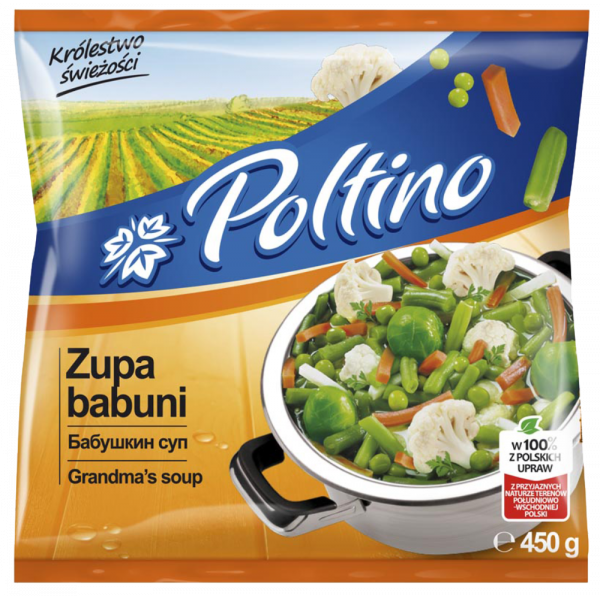 Królestwo
świeżości
Poltino
Zupa
babuni
Бабушкин суп
Grandma's soup
W 100%
Z POLSKICH
UPRAW
Z PRZYJAZNYCH
NATURZE TERENÓW
POŁUDNIOWO
-WSCHODNIEJ
POLSKI
℮ 450 g